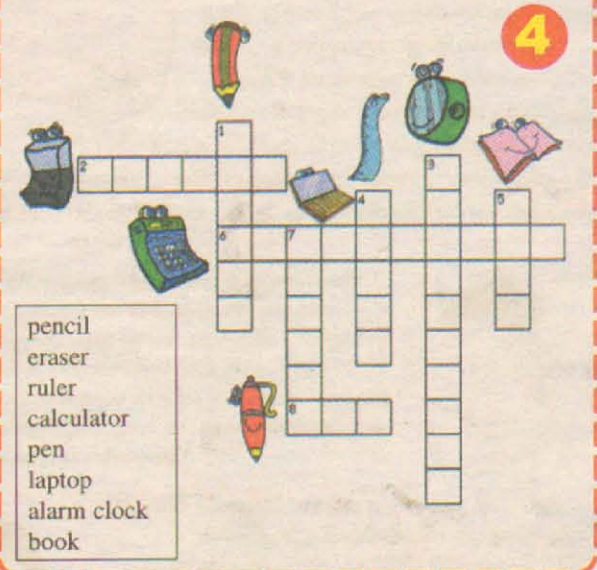 4
1
2
3
4
5
6
7
8
pencil
eraser
ruler
calculator
pen
laptop
alarm clock
book